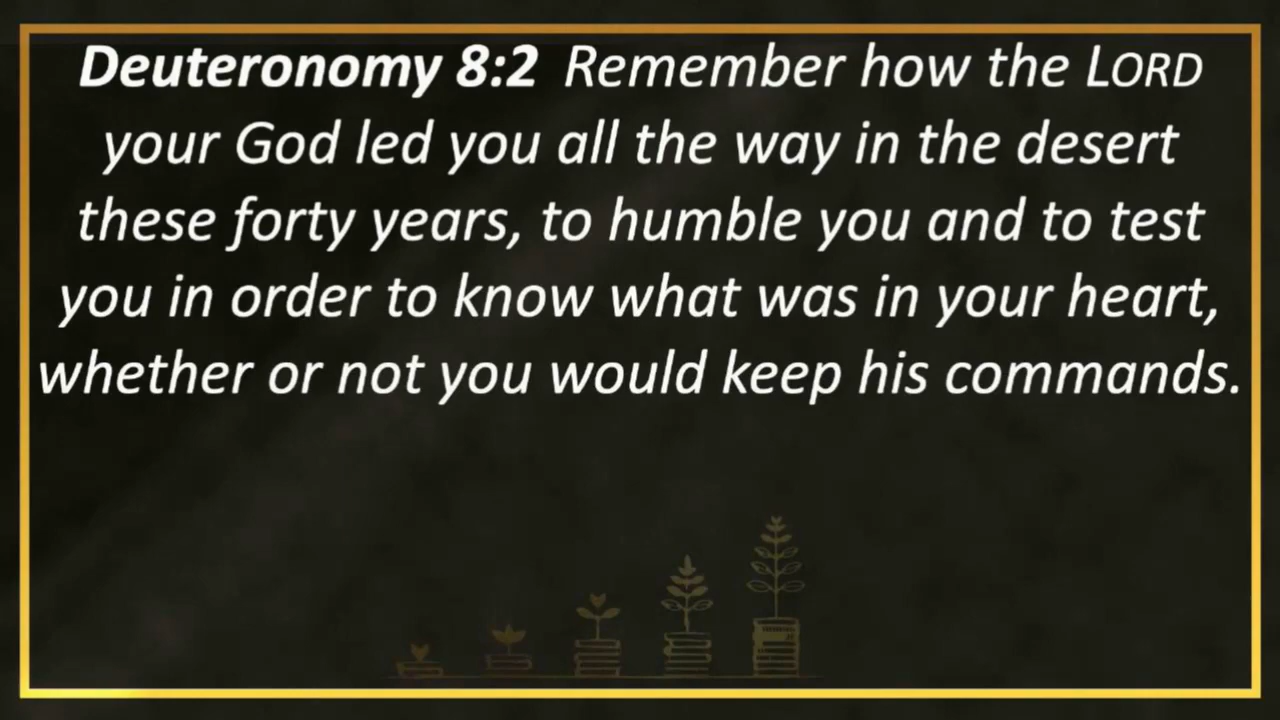 Deuteronomy 8:2 Remember how the LORD
your God led you all the way in the desert
these forty years, to humble you and to test
you in order to know what was in your heart,
whether or not you would keep his commands.